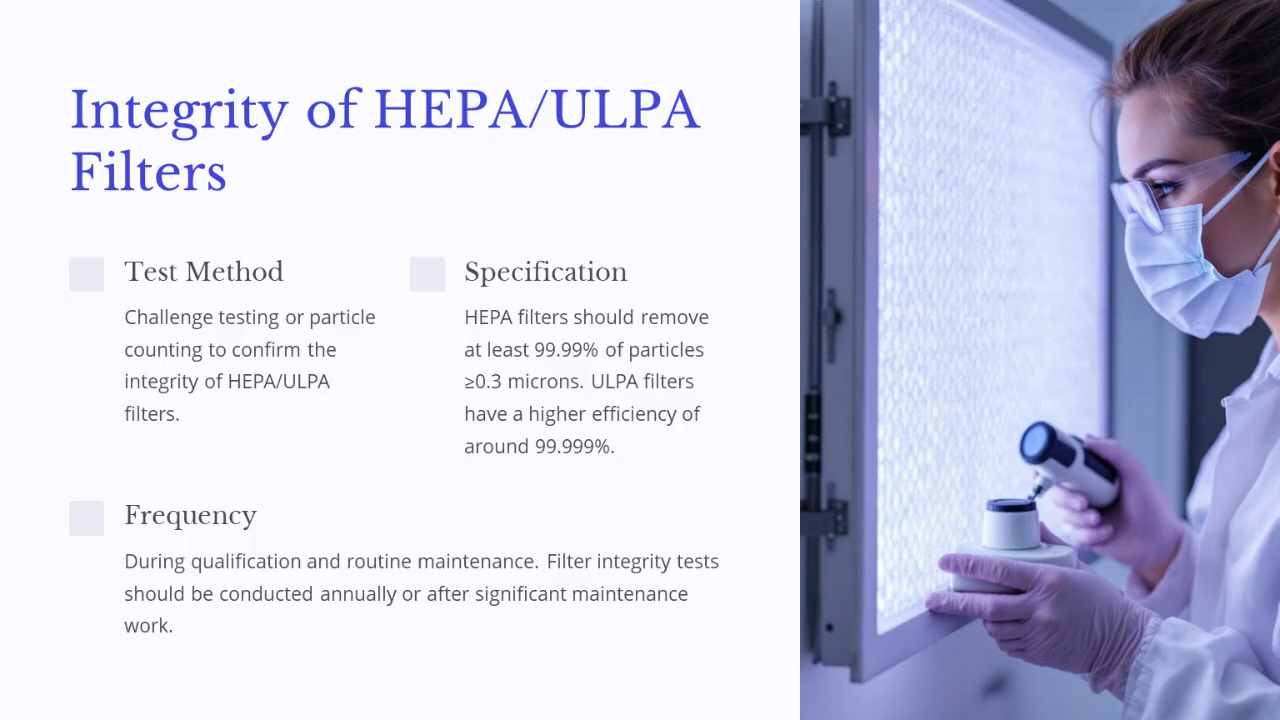 Integrity of HEPA/ULPA
Filters
Test Method
Challenge testing or particle
counting to confirm the
integrity of HEPA/ULPA
filters.
Specification
HEPA filters should remove
at least 99.99% of particles
≥0.3 microns. ULPA filters
have a higher efficiency of
around 99.999%.
Frequency
During qualification and routine maintenance. Filter integrity tests
should be conducted annually or after significant maintenance
work.